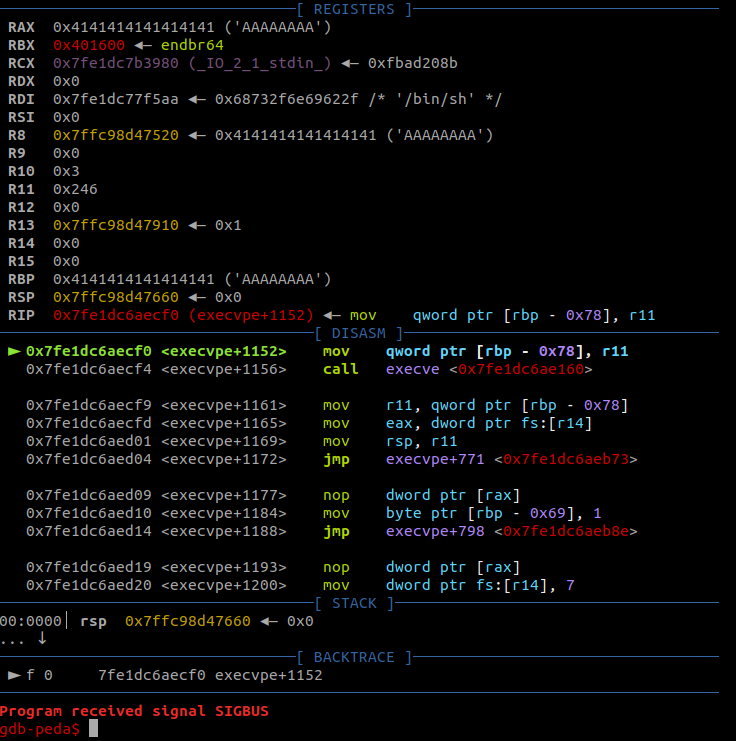 [ REGISTERS ]
RAX 0x4141414141414141 ('AAAAAAAA')
RBX 0x401600 ◂— endbr64
RCX 0x7fe1dc7b3980 (_IO_2_1_stdin_) ◂— 0xfbad208b
RDX 0x0
RDI 0x7fe1dc77f5aa ◂— 0x68732f6e69622f /* '/bin/sh' */
RSI 0x0
R8 0x7ffc98d47520 ◂— 0x4141414141414141 ('AAAAAAAA')
R9 0x0
R10 0x3
R11 0x246
R12 0x0
R13 0x7ffc98d47910 ◂— 0x1
R14 0x0
R15 0x0
RBP 0x4141414141414141 ('AAAAAAAA')
RSP 0x7ffc98d47660 ◂— 0x0
RIP 0x7fe1dc6aecf0 (execvpe+1152) ◂— mov qword ptr [rbp - 0x78], r11
[ DISASM ]
► 0x7fe1dc6aecf0 <execvpe+1152> mov qword ptr [rbp - 0x78], r11
0x7fe1dc6aecf4 <execvpe+1156> call execve <0x7fe1dc6ae160>
0x7fe1dc6aecf9 <execvpe+1161> mov r11, qword ptr [rbp - 0x78]
0x7fe1dc6aecfd <execvpe+1165> mov eax, dword ptr fs:[r14]
0x7fe1dc6aed01 <execvpe+1169> mov rsp, r11
0x7fe1dc6aed04 <execvpe+1172> jmp execvpe+771 <0x7fe1dc6aeb73>
0x7fe1dc6aed09 <execvpe+1177> nop dword ptr [rax]
0x7fe1dc6aed10 <execvpe+1184> mov byte ptr [rbp - 0x69], 1
0x7fe1dc6aed14 <execvpe+1188> jmp execvpe+798 <0x7fe1dc6aeb8e>
0x7fe1dc6aed19 <execvpe+1193> nop dword ptr [rax]
0x7fe1dc6aed20 <execvpe+1200> mov dword ptr fs:[r14], 7
[ STACK ]
00:0000│ rsp 0x7ffc98d47660 ◂— 0x0
... ↓
[ BACKTRACE ]
► f 0 7fe1dc6aecf0 execvpe+1152
Program received signal SIGBUS
gdb-peda$